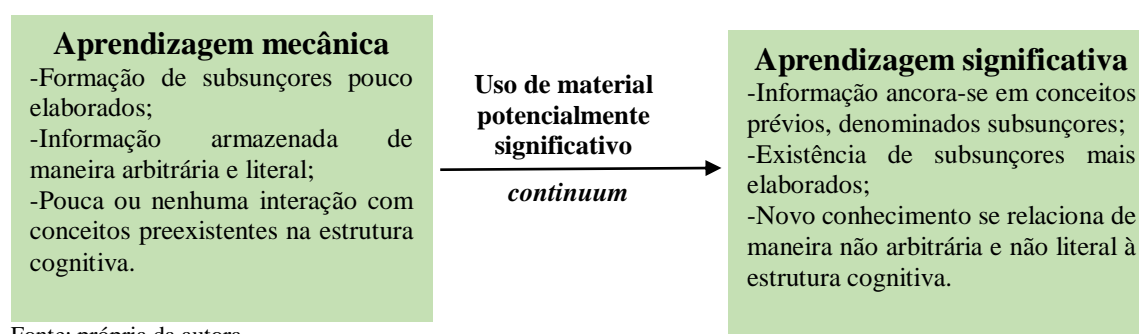 Aprendizagem mecânica
-Formação de subsunçores pouco
elaborados;
-Informação armazenada de
maneira arbitrária e literal;
-Pouca ou nenhuma interação com
conceitos preexistentes na estrutura
cognitiva.
Uso de material
potencialmente
significativo
continuum
Aprendizagem significativa
-Informação ancora-se em conceitos
prévios, denominados subsunçores;
-Existência de subsunçores mais
elaborados;
-Novo conhecimento se relaciona de
maneira não arbitrária e não literal à
estrutura cognitiva.
Fonte: própria da autora